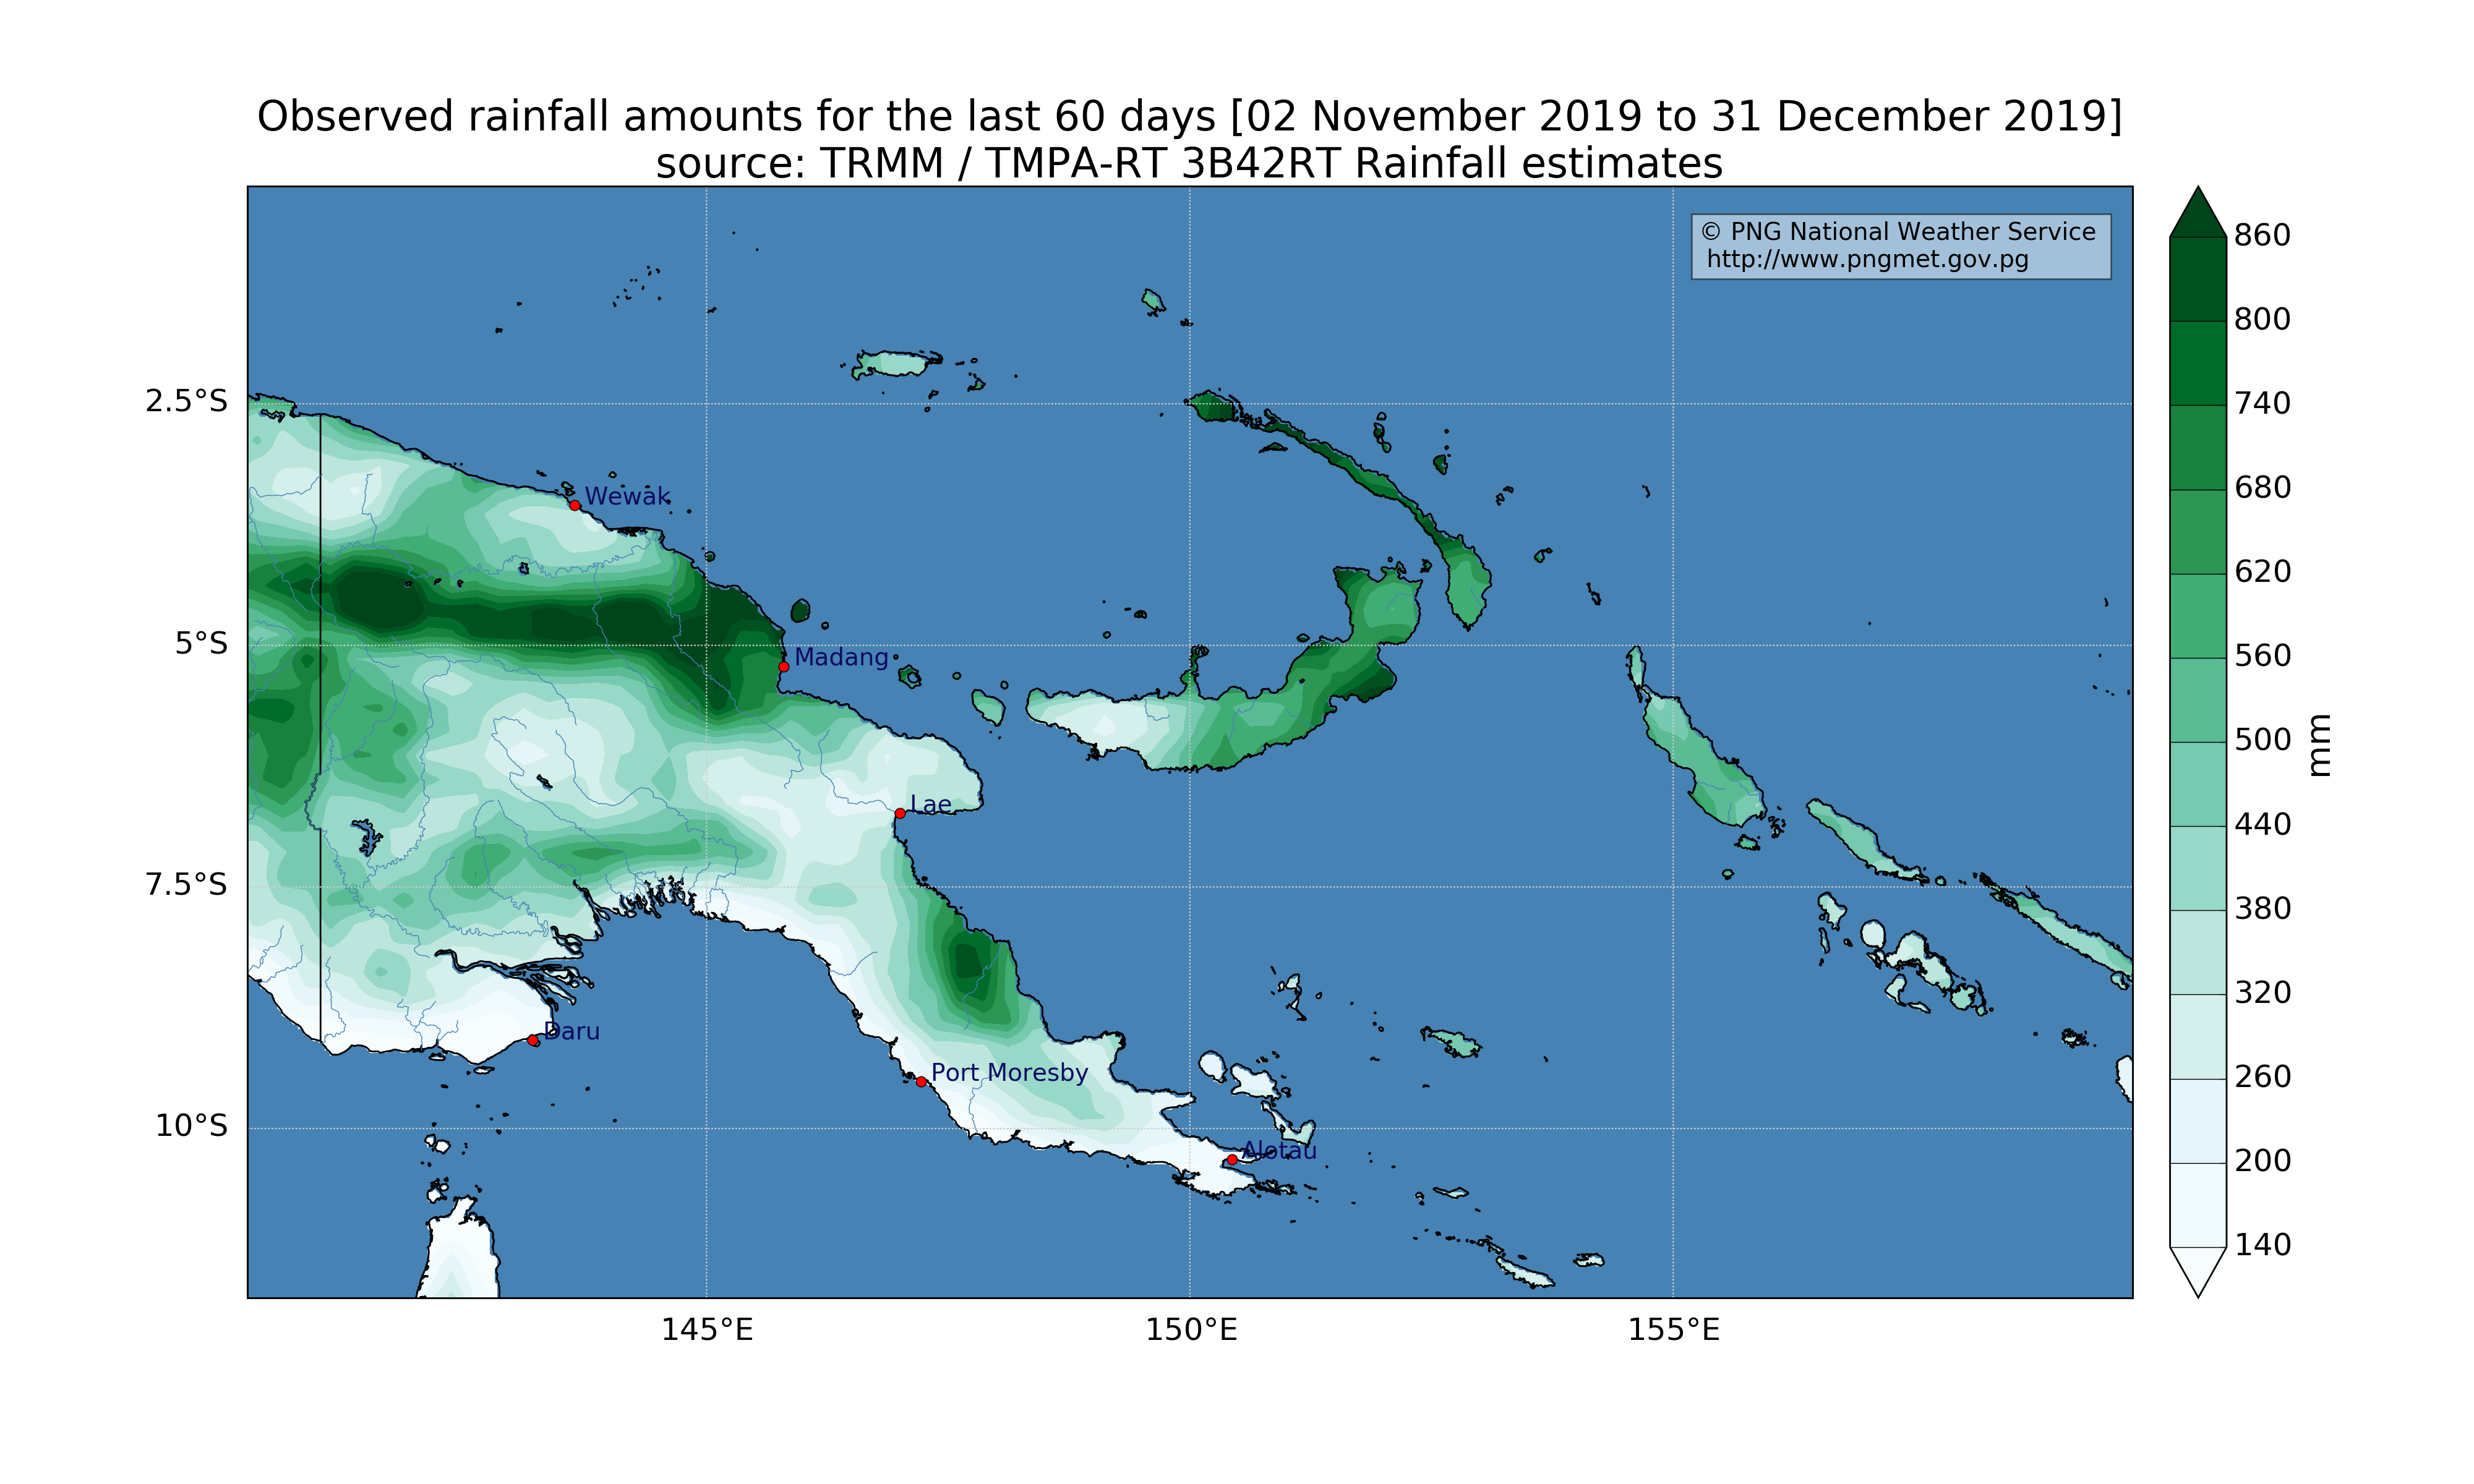 Observed rainfall amounts for the last 60 days [02 November 2019 to 31 December 2019]
source: TRMM / TMPA-RT 3B42RT Rainfall estimates
© PNG National Weather Service
http://www.pngmet.gov.pg
2.5°S
5°S
7.5°S
10°S
Wewak
Madang
Lae
Daru
Port Moresby
Alotau
145°E
150°E
155°E
860
800
740
680
620
560
500
440
380
320
260
200
140
mm